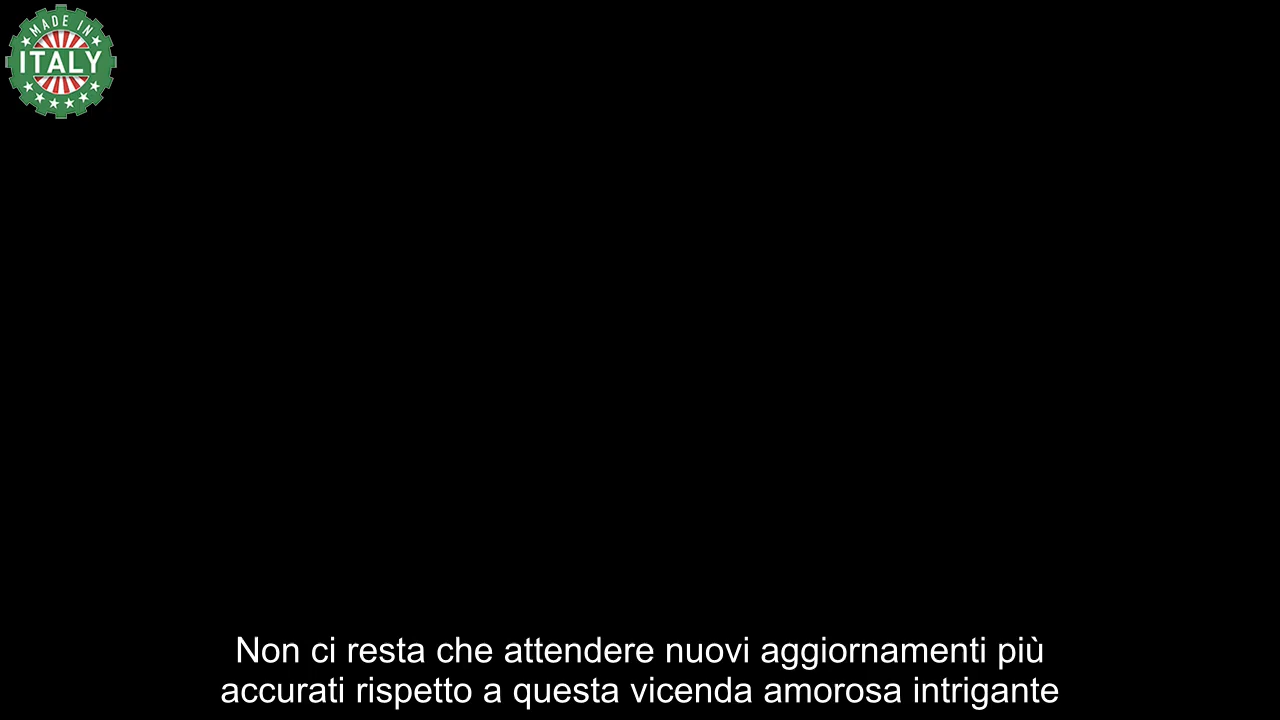 MADE IN
ITALY
Non ci resta che attendere nuovi aggiornamenti più
accurati rispetto a questa vicenda amorosa intrigante